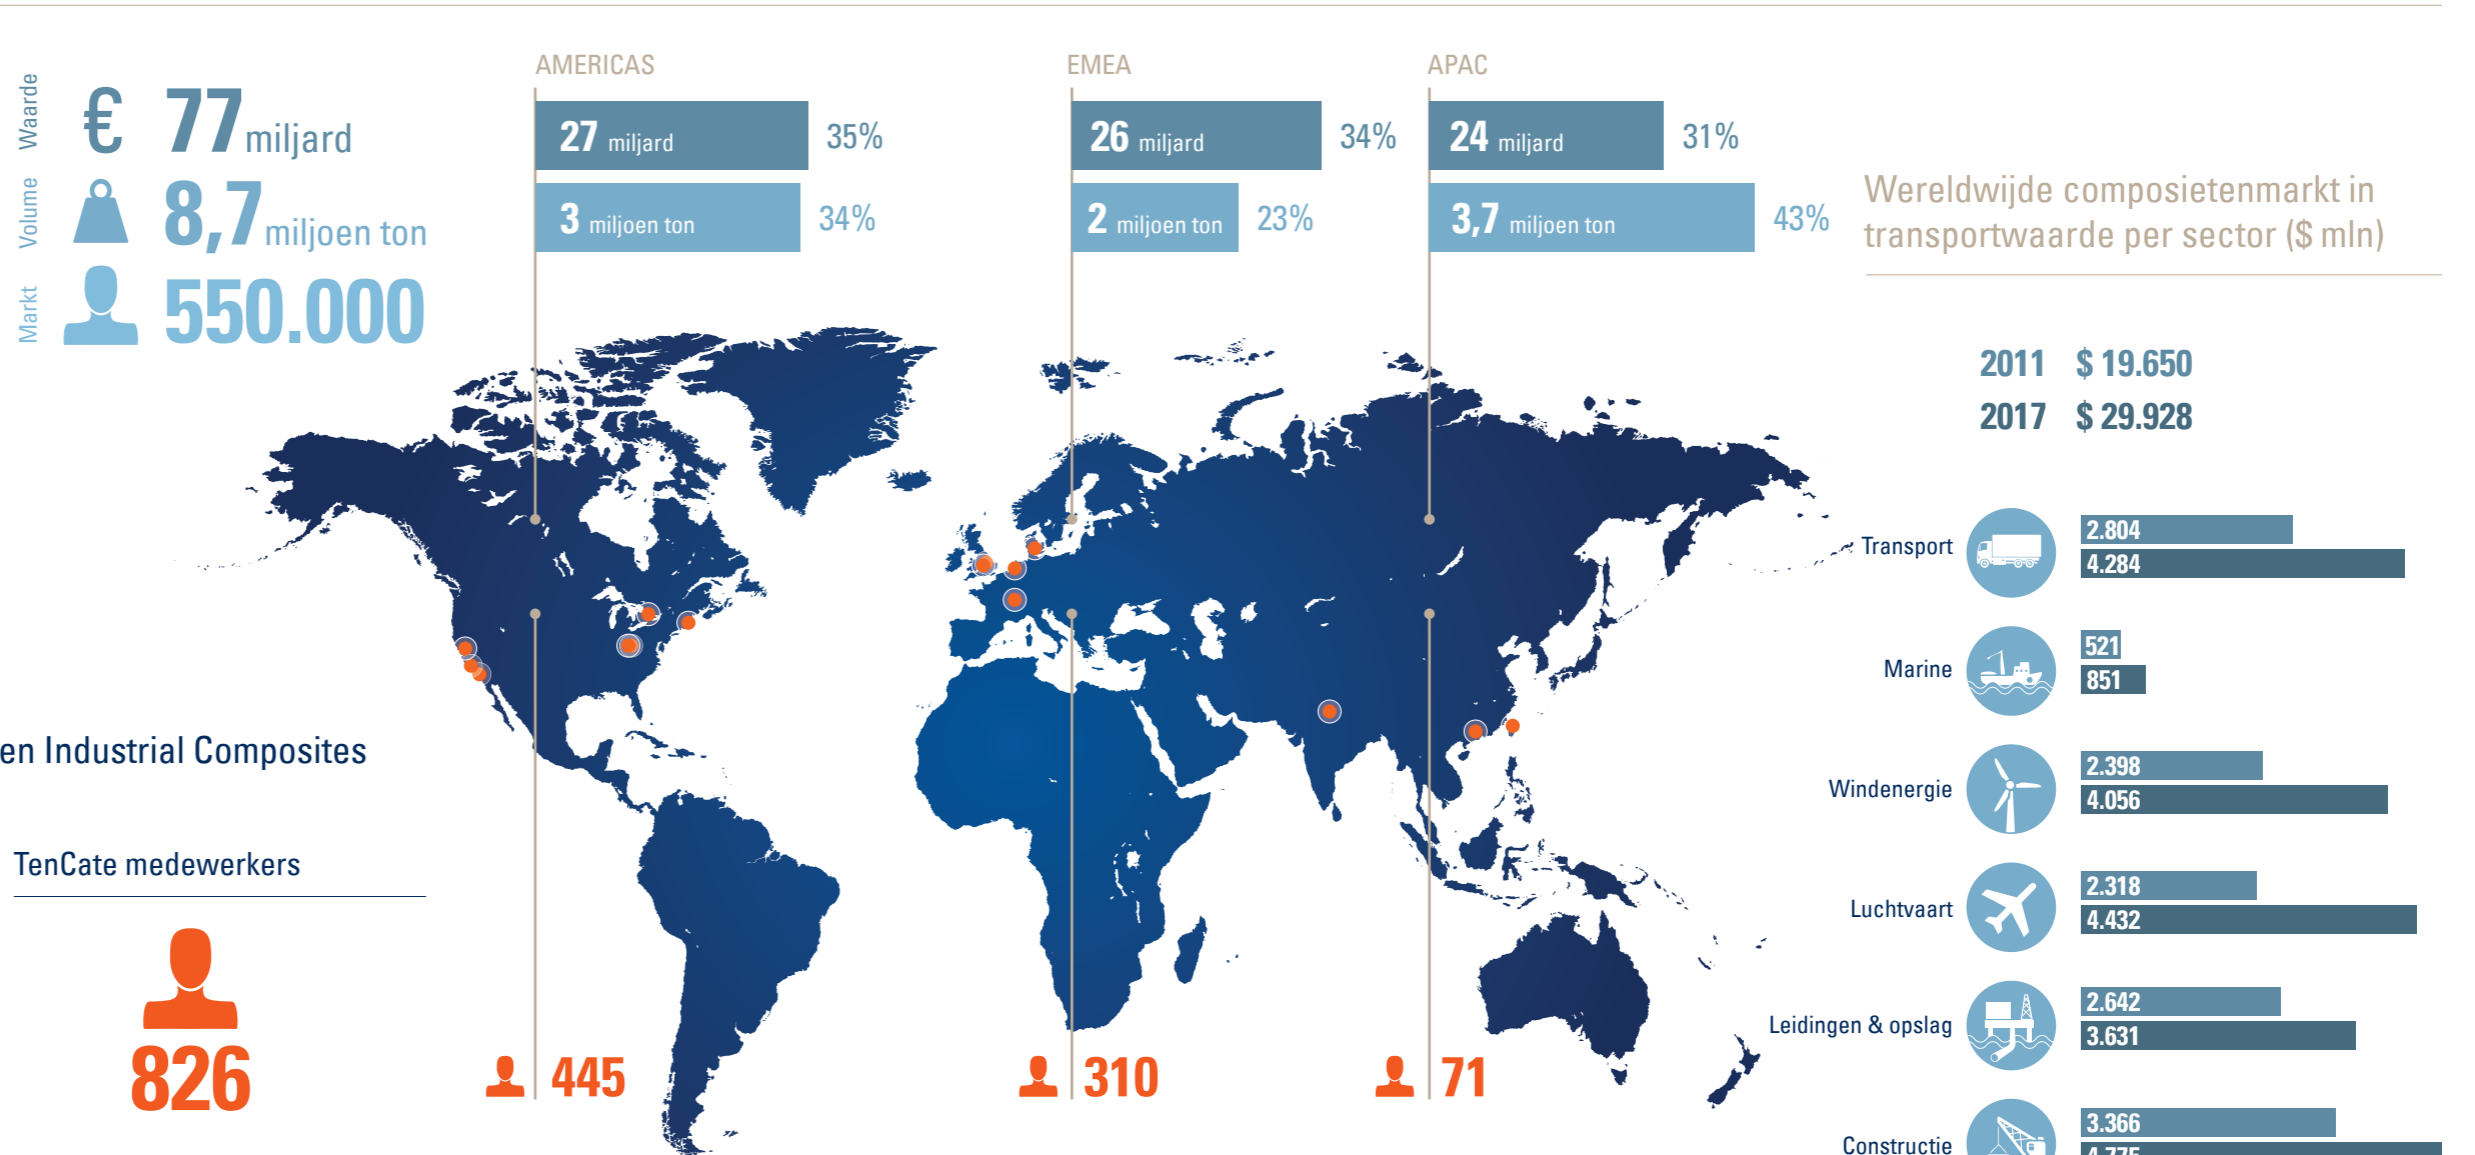 Waarde
€ 77 miljard
Volume
8,7 miljoen ton
Markt
550.000
AMERICAS
27 miljard 35%
3 miljoen ton 34%
EMEA
26 miljard 34%
2 miljoen ton 23%
APAC
24 miljard 31%
3,7 miljoen ton 43%
en Industrial Composites
TenCate medewerkers
826
445
310
71
Wereldwijde composietenmarkt in
transportwaarde per sector ($ mln)
2011 $ 19.650
2017 $ 29.928
Transport
2.804
4.284
Marine
521
851
Windenergie
2.398
4.056
Luchtvaart
2.318
4.432
Leidingen & opslag
2.642
3.631
Constructie
3.366
4.775